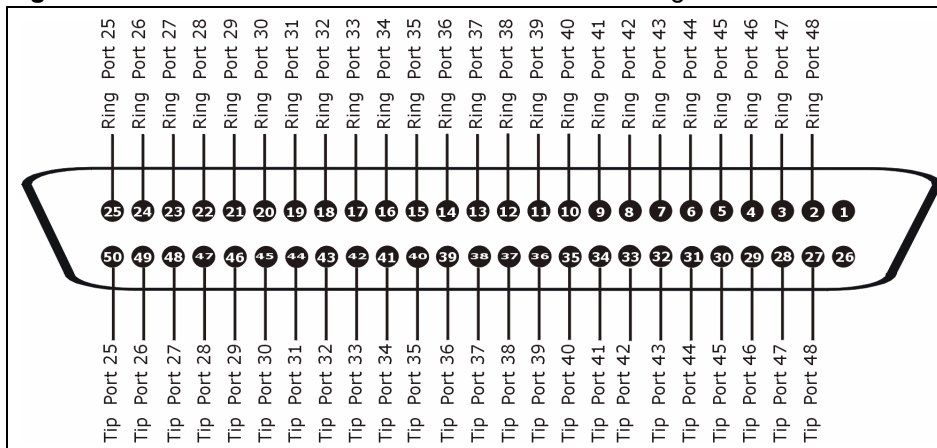 Ring Port 25
Ring Port 26
Ring Port 27
Ring Port 28
Ring Port 29
Ring Port 30
Ring Port 31
Ring Port 32
Ring Port 33
Ring Port 34
Ring Port 35
Ring Port 36
Ring Port 37
Ring Port 38
Ring Port 39
Ring Port 40
Ring Port 41
Ring Port 42
Ring Port 43
Ring Port 44
Ring Port 45
Ring Port 46
Ring Port 47
Ring Port 48
25 24 23 22 21 20 19 18 17 16 15 14 13 12 11 10 9 8 7 6 5 4 3 2 1
50 49 48 47 46 45 44 43 42 41 40 39 38 37 36 35 34 33 32 31 30 29 28 27 26
Tip Port 25
Tip Port 26
Tip Port 27
Tip Port 28
Tip Port 29
Tip Port 30
Tip Port 31
Tip Port 32
Tip Port 33
Tip Port 34
Tip Port 35
Tip Port 36
Tip Port 37
Tip Port 38
Tip Port 39
Tip Port 40
Tip Port 41
Tip Port 42
Tip Port 43
Tip Port 44
Tip Port 45
Tip Port 46
Tip Port 47
Tip Port 48